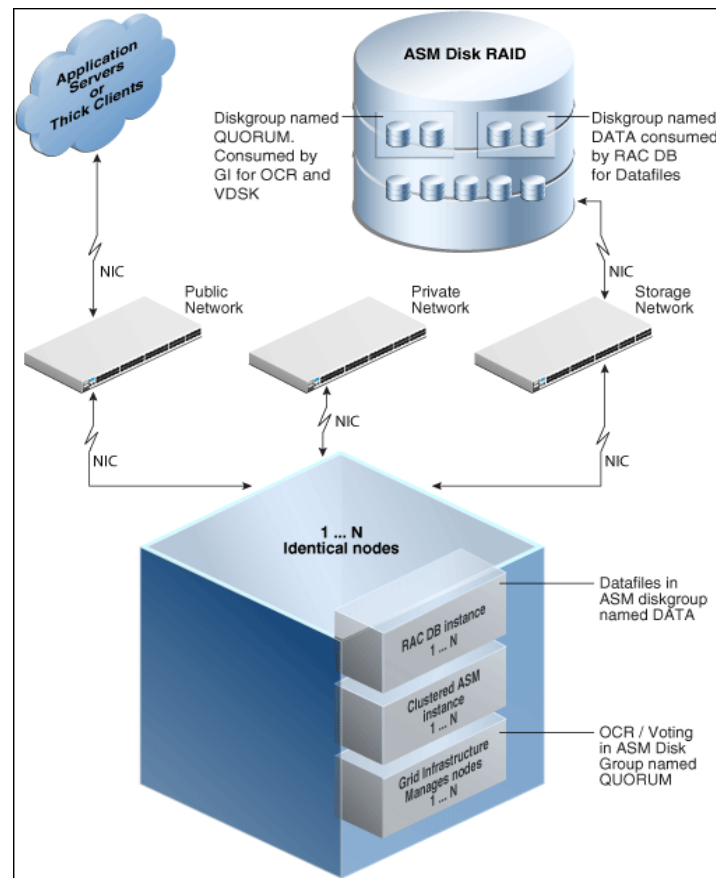 Application
Servers
or
Thick Clients
ASM Disk RAID
Diskgroup named
QUORUM.
Consumed by
GI for OCR and
VDSK
Diskgroup named
DATA consumed
by RAC DB
for Datafiles
NIC
NIC
Public
Network
Private
Network
Storage
Network
NIC
NIC
NIC
1 ... N
Identical nodes
RAC DB instance
1 ... N
Clustered ASM
instance
1 ... N
Grid Infrastructure
Manages nodes
1 ... N
Datafiles in
ASM diskgroup
named DATA
OCR / Voting
in ASM Disk
Group named
QUORUM